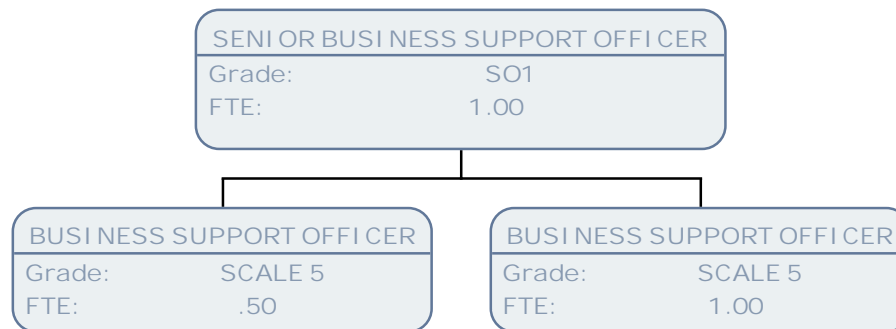 SENIOR BUSINESS SUPPORT OFFICER
Grade: SO1
FTE: 1.00
BUSINESS SUPPORT OFFICER
Grade: SCALE 5
FTE: .50
BUSINESS SUPPORT OFFICER
Grade: SCALE 5
FTE: 1.00